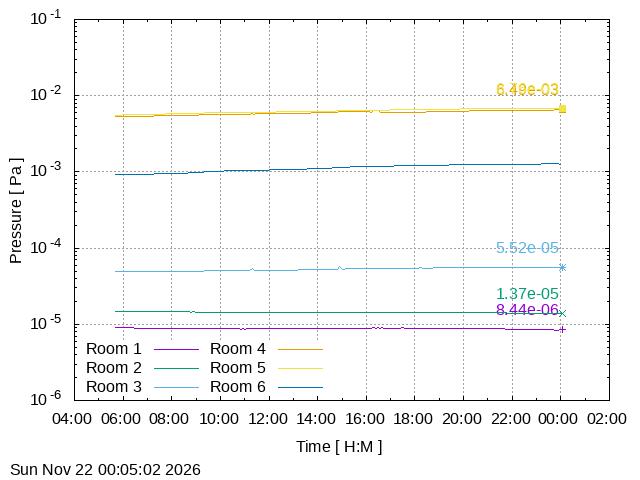 10^-1
10^-2
10^-3
10^-4
10^-5
10^-6
Pressure [ Pa ]
5.52e-05
1.37e-05
8.44e-06
Room 1
Room 2
Room 3
Room 4
Room 5
Room 6
04:00 06:00 08:00 10:00 12:00 14:00 16:00 18:00 20:00 22:00 00:00 02:00
Time [ H:M ]
Sun Nov 22 00:05:02 2026